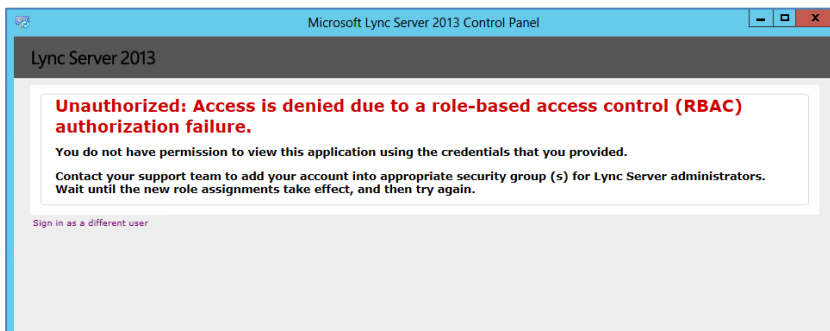 Microsoft Lync Server 2013 Control Panel
Lync Server 2013
Unauthorized: Access is denied due to a role-based access control (RBAC)
authorization failure.
You do not have permission to view this application using the credentials that you provided.
Contact your support team to add your account into appropriate security group (s) for Lync Server administrators.
Wait until the new role assignments take effect, and then try again.
Sign in as a different user